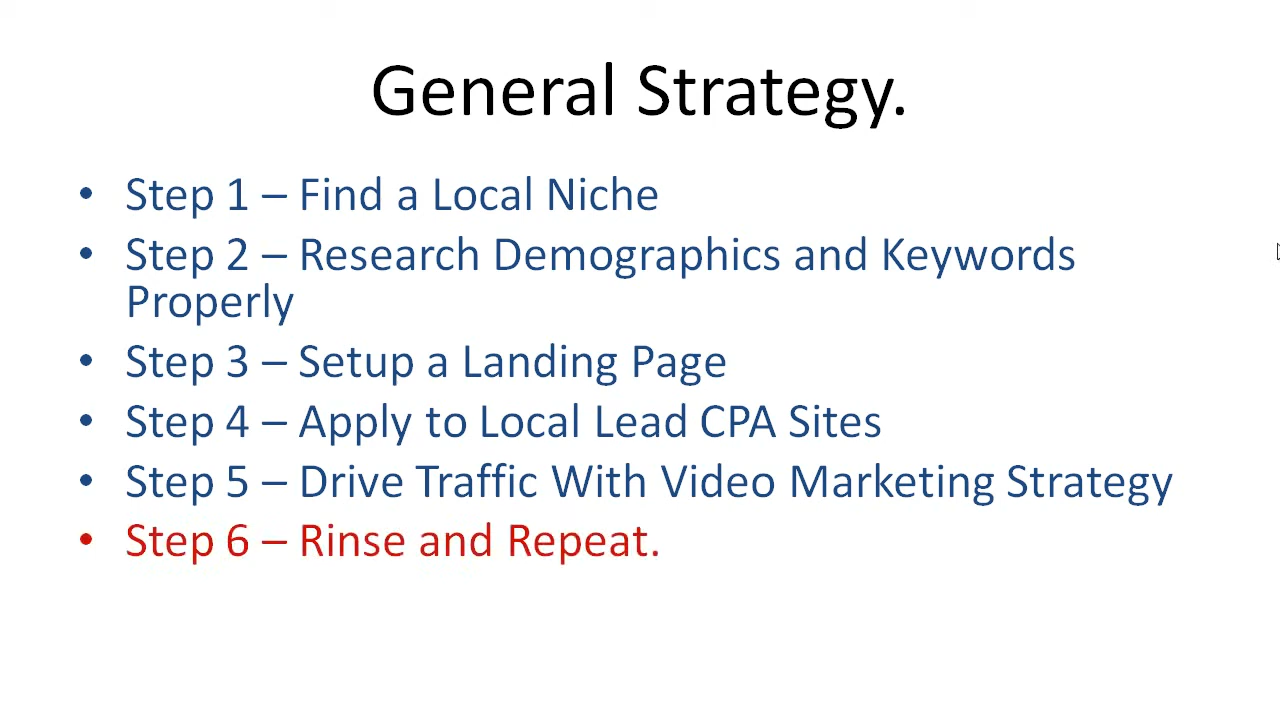 General Strategy.
• Step 1 – Find a Local Niche
• Step 2 – Research Demographics and Keywords
Properly
• Step 3 – Setup a Landing Page
• Step 4 – Apply to Local Lead CPA Sites
• Step 5 – Drive Traffic With Video Marketing Strategy
• Step 6 – Rinse and Repeat.